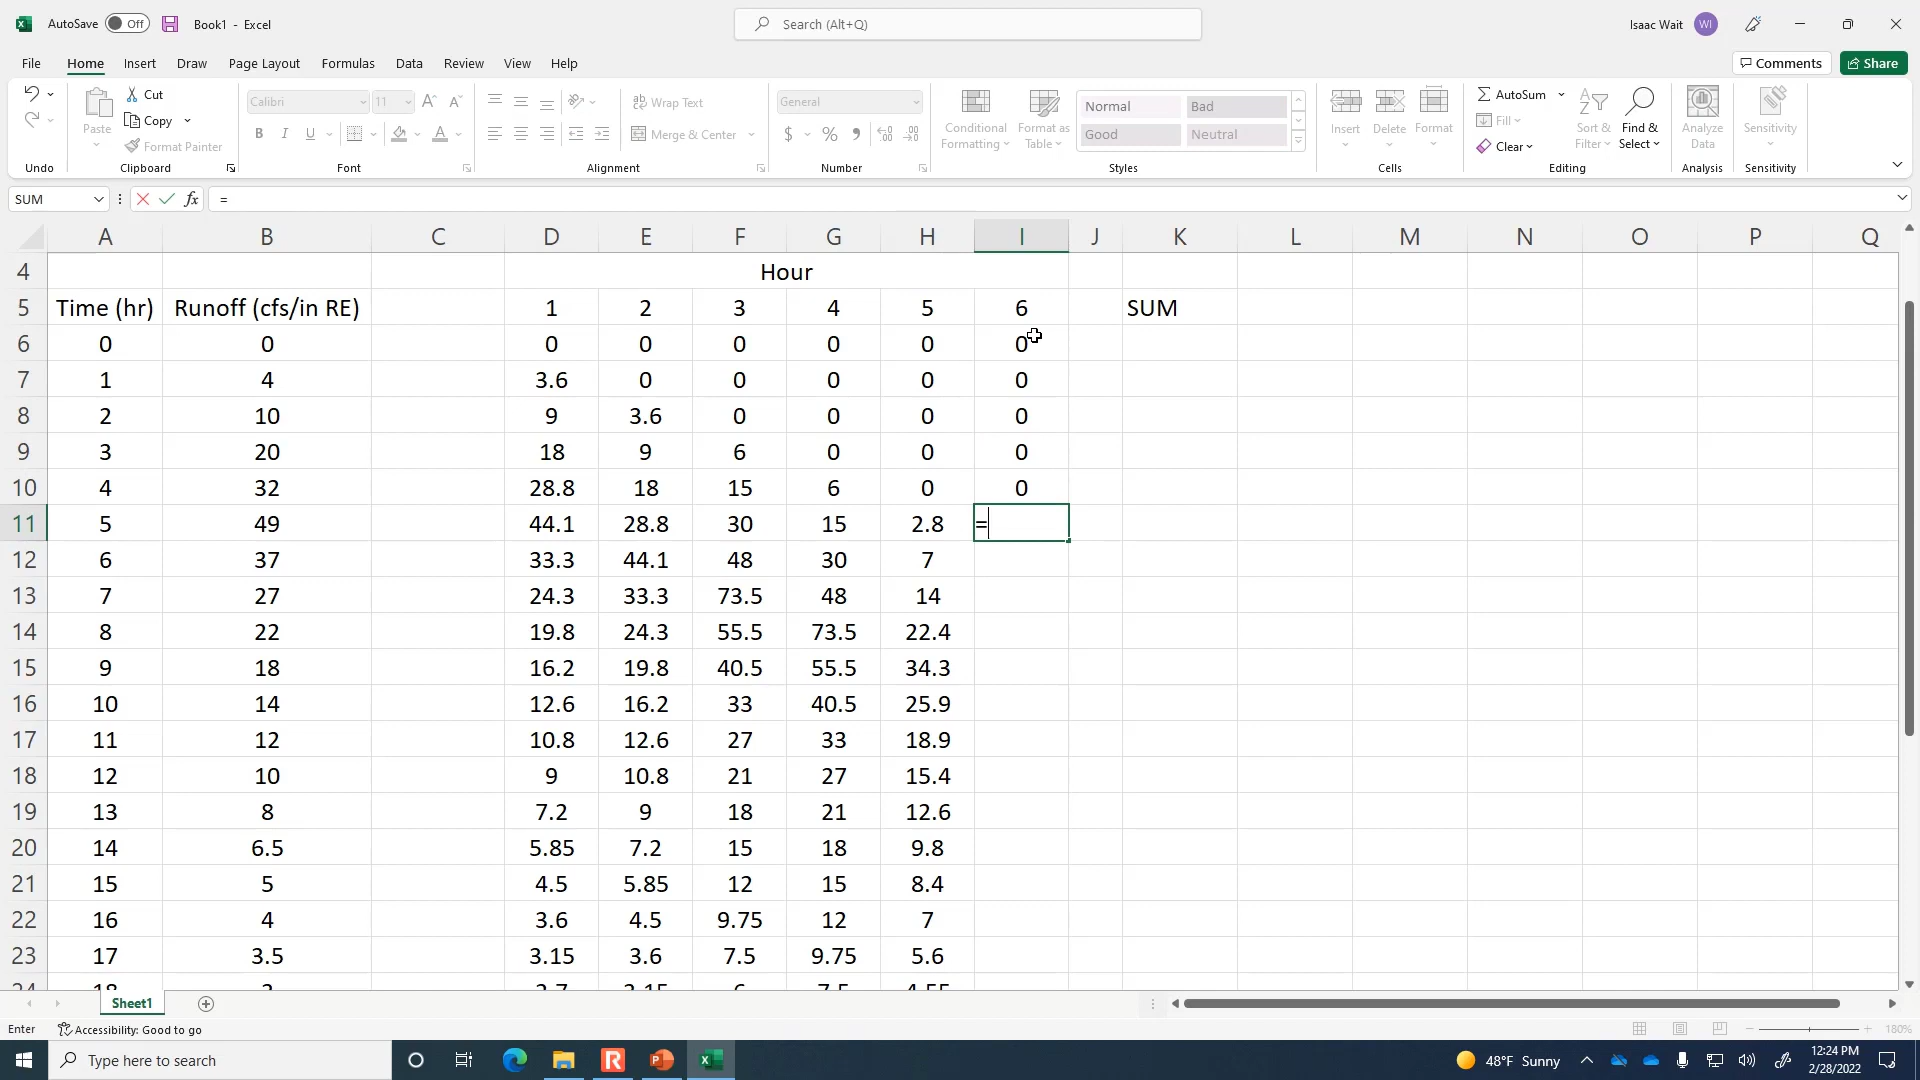 AutoSave Off Book1 - Excel Search (Alt+Q) Isaac Wait WI
File Home Insert Draw Page Layout Formulas Data Review View Help Comments Share
Cut Calibri 11 Wrap Text General Normal Bad AutoSum
Paste Copy Merge & Center Conditional Formatting Format as Table Good Neutral Insert Delete Format Fill Sort & Filter Find & Select Analyze Data Sensitivity
Format Painter B I U $ % Clear
Undo Clipboard Font Alignment Number Styles Cells Editing Analysis Sensitivity
SUM fx =
A B C D E F G H I J K L M N O P Q
4 Hour
5 Time (hr) Runoff (cfs/in RE) 1 2 3 4 5 6 SUM
6 0 0 0 0 0 0 0 0
7 1 4 3.6 0 0 0 0 0
8 2 10 9 3.6 0 0 0 0
9 3 20 18 9 6 0 0 0
10 4 32 28.8 18 15 6 0 0
11 5 49 44.1 28.8 30 15 2.8 =
12 6 37 33.3 44.1 48 30 7
13 7 27 24.3 33.3 73.5 48 14
14 8 22 19.8 24.3 55.5 73.5 22.4
15 9 18 16.2 19.8 40.5 55.5 34.3
16 10 14 12.6 16.2 33 40.5 25.9
17 11 12 10.8 12.6 27 33 18.9
18 12 10 9 10.8 21 27 15.4
19 13 8 7.2 9 18 21 12.6
20 14 6.5 5.85 7.2 15 18 9.8
21 15 5 4.5 5.85 12 15 8.4
22 16 4 3.6 4.5 9.75 12 7
23 17 3.5 3.15 3.6 7.5 9.75 5.6
Sheet1
Enter Accessibility: Good to go 180%
Type here to search 48°F Sunny 12:24 PM
2/28/2022